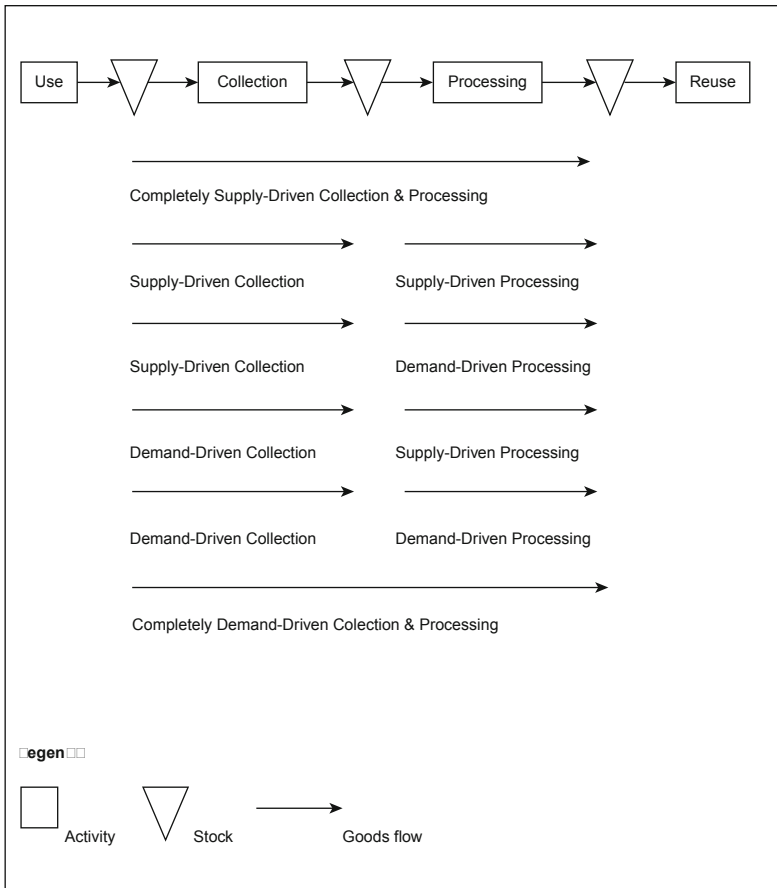 Use Collection Processing Reuse
Completely Supply-Driven Collection & Processing
Supply-Driven Collection Supply-Driven Processing
Supply-Driven Collection Demand-Driven Processing
Demand-Driven Collection Supply-Driven Processing
Demand-Driven Collection Demand-Driven Processing
Completely Demand-Driven Colection & Processing
Activity Stock Goods flow